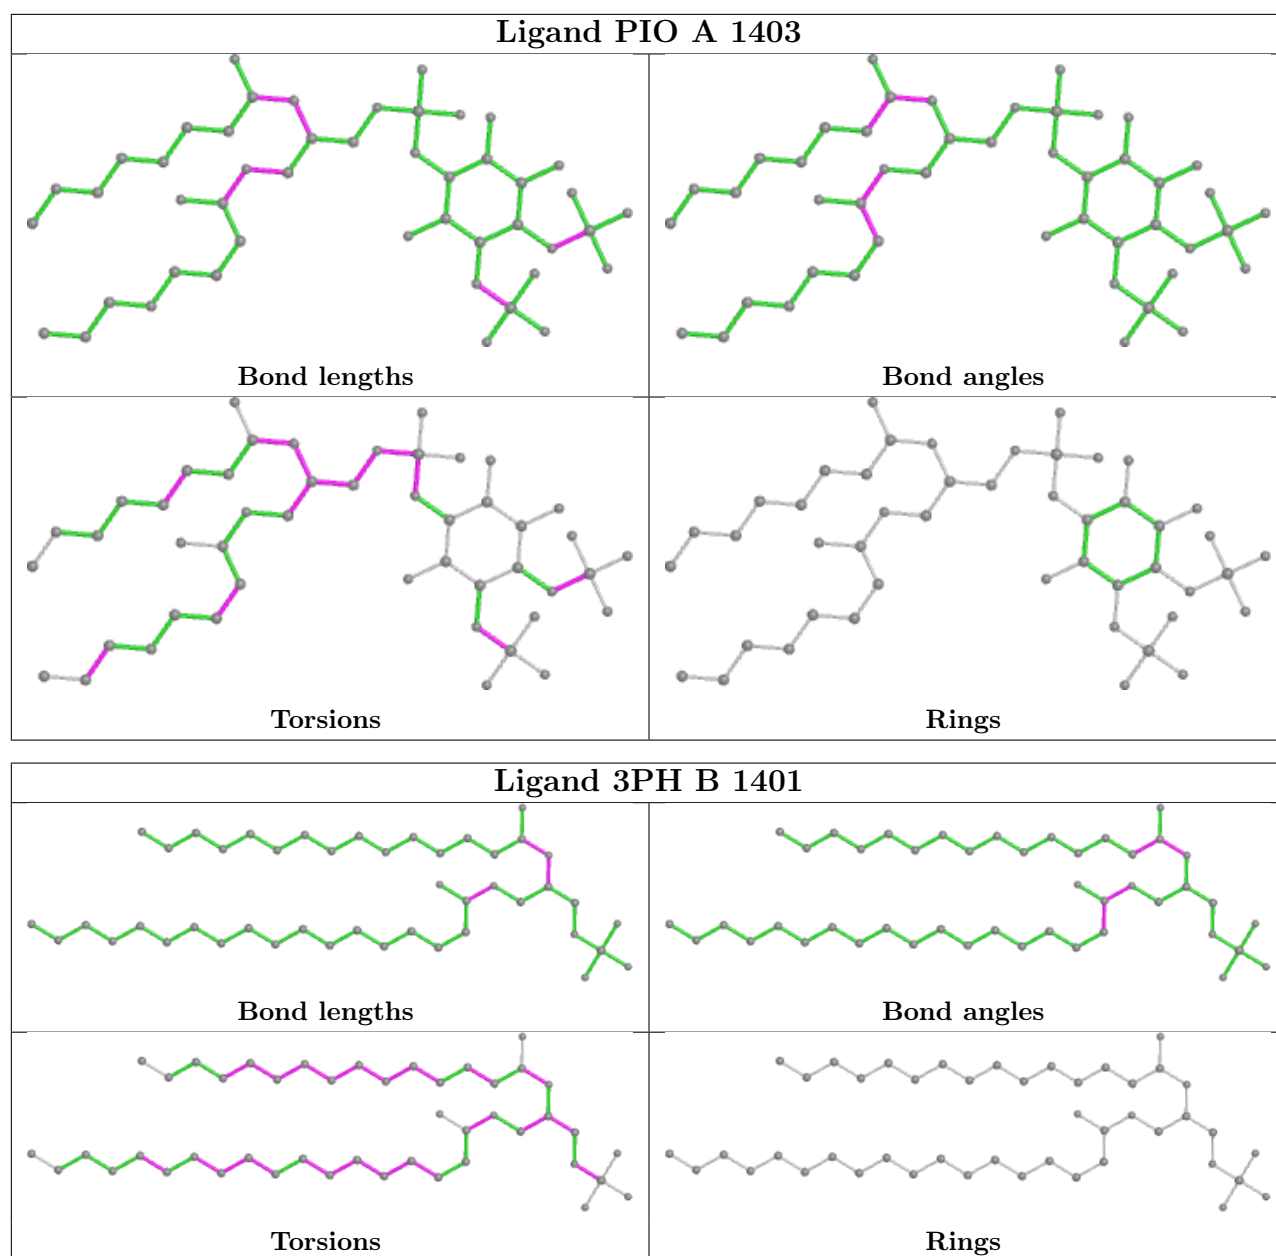 Ligand PIO A 1403
Bond lengths
Bond angles
Torsions
Rings
Ligand 3PH B 1401
Bond lengths
Bond angles
Torsions
Rings